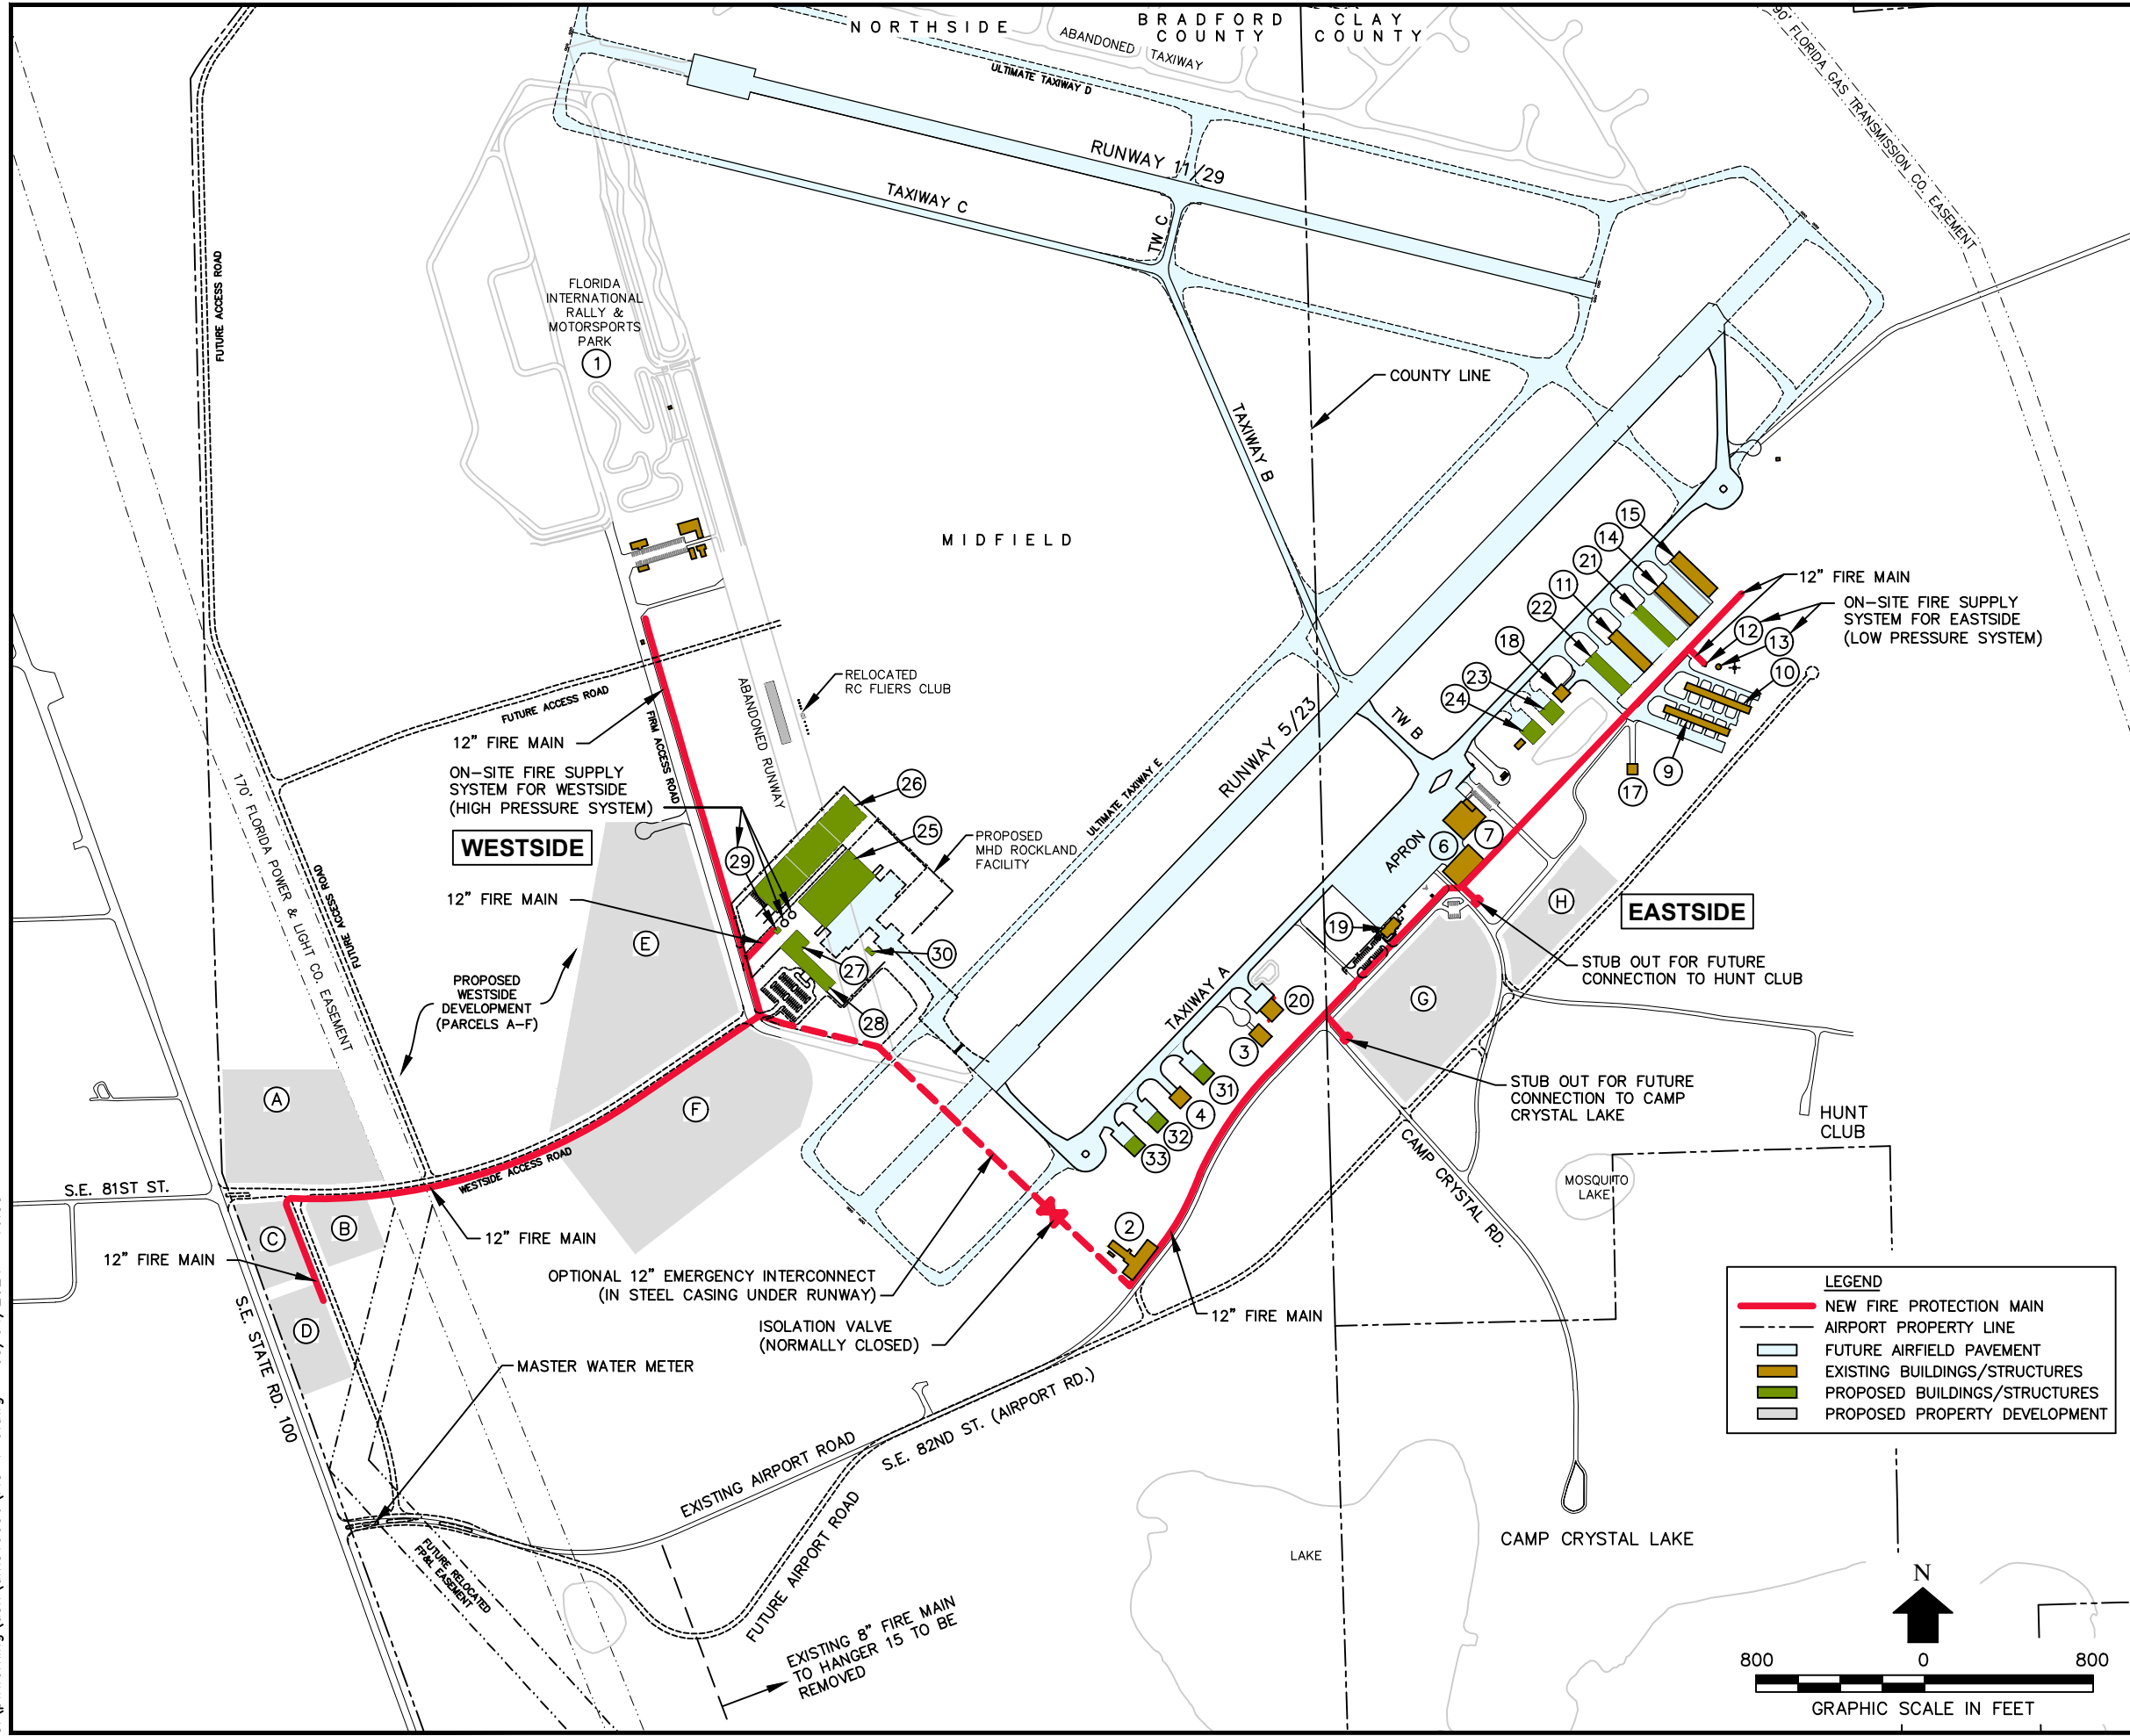 NORTHSIDE
BRADFORD
COUNTY
CLAY
COUNTY
ABANDONED TAXIWAY
ULTIMATE TAXIWAY D
90' FLORIDA GAS TRANSMISSION CO. EASEMENT
RUNWAY 11/29
TAXIWAY C
TW C
FUTURE ACCESS ROAD
FLORIDA
INTERNATIONAL
RALLY &
MOTORSPORTS
PARK
1
COUNTY LINE
TAXIWAY B
MIDFIELD
15
14
21
11
22
18
23
24
12" FIRE MAIN
ON-SITE FIRE SUPPLY
SYSTEM FOR EASTSIDE
(LOW PRESSURE SYSTEM)
12
13
10
9
17
RELOCATED
RC FLIERS CLUB
ABANDONED RUNWAY
FUTURE ACCESS ROAD
FIRM ACCESS ROAD
12" FIRE MAIN
ON-SITE FIRE SUPPLY
SYSTEM FOR WESTSIDE
(HIGH PRESSURE SYSTEM)
WESTSIDE
170' FLORIDA POWER & LIGHT CO. EASEMENT
FUTURE ACCESS ROAD
TW B
RUNWAY 5/23
ULTIMATE TAXIWAY E
26
25
29
PROPOSED
MHD ROCKLAND
FACILITY
APRON
6
7
12" FIRE MAIN
E
H
EASTSIDE
19
30
27
28
STUB OUT FOR FUTURE
CONNECTION TO HUNT CLUB
PROPOSED
WESTSIDE
DEVELOPMENT
(PARCELS A-F)
G
TAXIWAY A
20
3
31
4
32
33
STUB OUT FOR FUTURE
CONNECTION TO CAMP
CRYSTAL LAKE
A
F
HUNT
CLUB
CAMP CRYSTAL RD.
MOSQUITO
LAKE
WESTSIDE ACCESS ROAD
S.E. 81ST ST.
C
B
2
12" FIRE MAIN
12" FIRE MAIN
D
OPTIONAL 12" EMERGENCY INTERCONNECT
(IN STEEL CASING UNDER RUNWAY)
ISOLATION VALVE
(NORMALLY CLOSED)
12" FIRE MAIN
S.E. STATE RD. 100
MASTER WATER METER
EXISTING AIRPORT ROAD
S.E. 82ND ST. (AIRPORT RD.)
FUTURE AIRPORT ROAD
FUTURE RELOCATED
FP&L EASEMENT
EXISTING 8" FIRE MAIN
TO HANGER 15 TO BE
REMOVED
LAKE
CAMP CRYSTAL LAKE
LEGEND
NEW FIRE PROTECTION MAIN
AIRPORT PROPERTY LINE
FUTURE AIRFIELD PAVEMENT
EXISTING BUILDINGS/STRUCTURES
PROPOSED BUILDINGS/STRUCTURES
PROPOSED PROPERTY DEVELOPMENT
N
800 0 800
GRAPHIC SCALE IN FEET